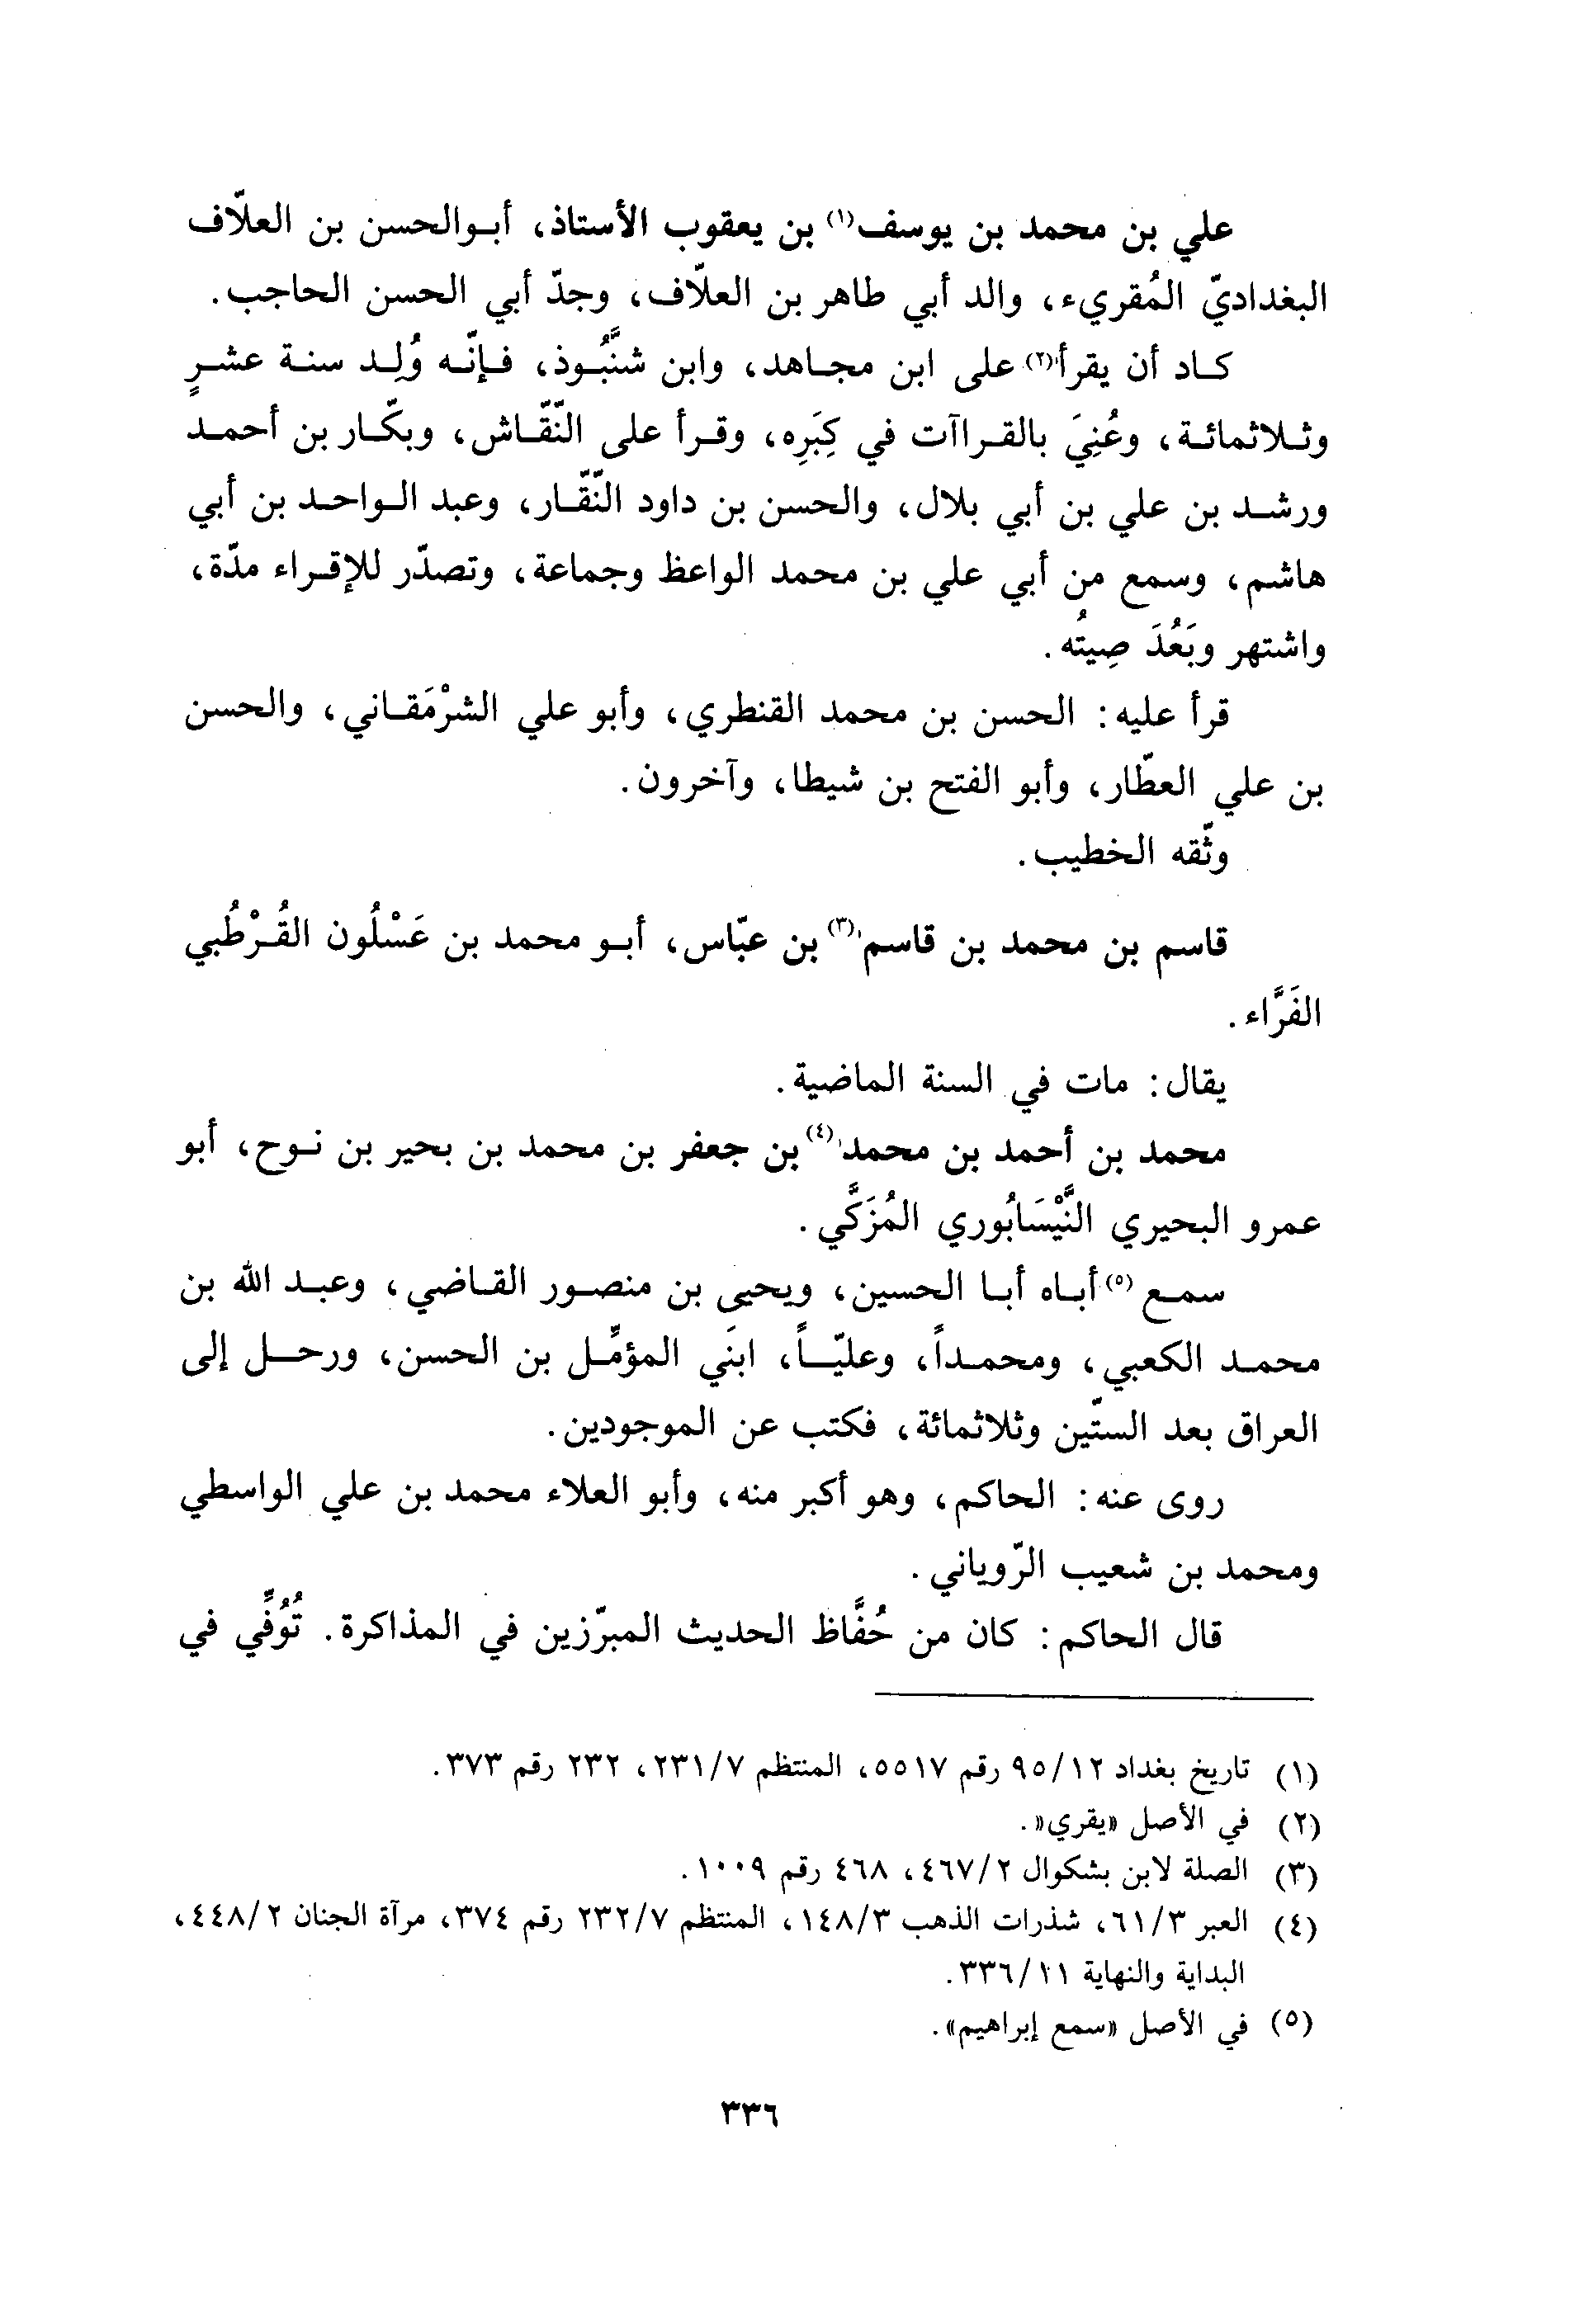 علي بن محمد بن يوسف(١) بن يعقوب الأستاذ، أبوالحسن بن العلّاف
البغداديّ المُقريء، والد أبي طاهر بن العلّاف، وجدّ أبي الحسن الحاجب.
كاد أن يقرأ(٢) على ابن مجاهد، وابن شنَّبُوذ، فإنّه وُلِد سنة عشرٍ
وثلاثمائة، وعُنِيَ بالقراآت في كِبَرِه، وقرأ على النّقّاش، وبكّار بن أحمد
ورشد بن علي بن أبي بلال، والحسن بن داود النّقّار، وعبد الواحد بن أبي
هاشم، وسمع من أبي علي بن محمد الواعظ وجماعة، وتصدّر للإقراء مدّة،
واشتهر وبَعُدَ صِيتُه.
قرأ عليه: الحسن بن محمد القنطري، وأبو علي الشرْمَقاني، والحسن
بن علي العطّار، وأبو الفتح بن شيطا، وآخرون.
وثّقه الخطيب.
قاسم بن محمد بن قاسم(٣) بن عبّاس، أبو محمد بن عَسْلُون القُرْطُبي
الفَرَّاء.
يقال: مات في السنة الماضية.
محمد بن أحمد بن محمد(٤) بن جعفر بن محمد بن بحير بن نوح، أبو
عمرو البحيري النَّيْسَابُوري المُزَكَّي.
سمع(٥) أباه أبا الحسين، ويحيى بن منصور القاضي، وعبد الله بن
محمد الكعبي، ومحمداً، وعليّاً، ابنَي المؤمِّل بن الحسن، ورحل إلى
العراق بعد الستّين وثلاثمائة، فكتب عن الموجودين.
روى عنه: الحاكم، وهو أكبر منه، وأبو العلاء محمد بن علي الواسطي
ومحمد بن شعيب الرّوياني.
قال الحاكم: كان من حُفَّاظ الحديث المبرّزين في المذاكرة. تُوُفِّي في
(١) تاريخ بغداد ٩٥/١٢ رقم ٥٥١٧، المنتظم ٢٣١/٧، ٢٣٢ رقم ٣٧٣.
(٢) في الأصل «يقري«.
(٣) الصلة لابن بشكوال ٤٦٧/٢، ٤٦٨ رقم ١٠٠٩.
(٤) العبر ٦١/٣، شذرات الذهب ١٤٨/٣، المنتظم ٢٣٢/٧ رقم ٣٧٤، مرآة الجنان ٤٤٨/٢،
البداية والنهاية ٣٣٦/١١.
(٥) في الأصل «سمع إبراهيم».
٣٣٦